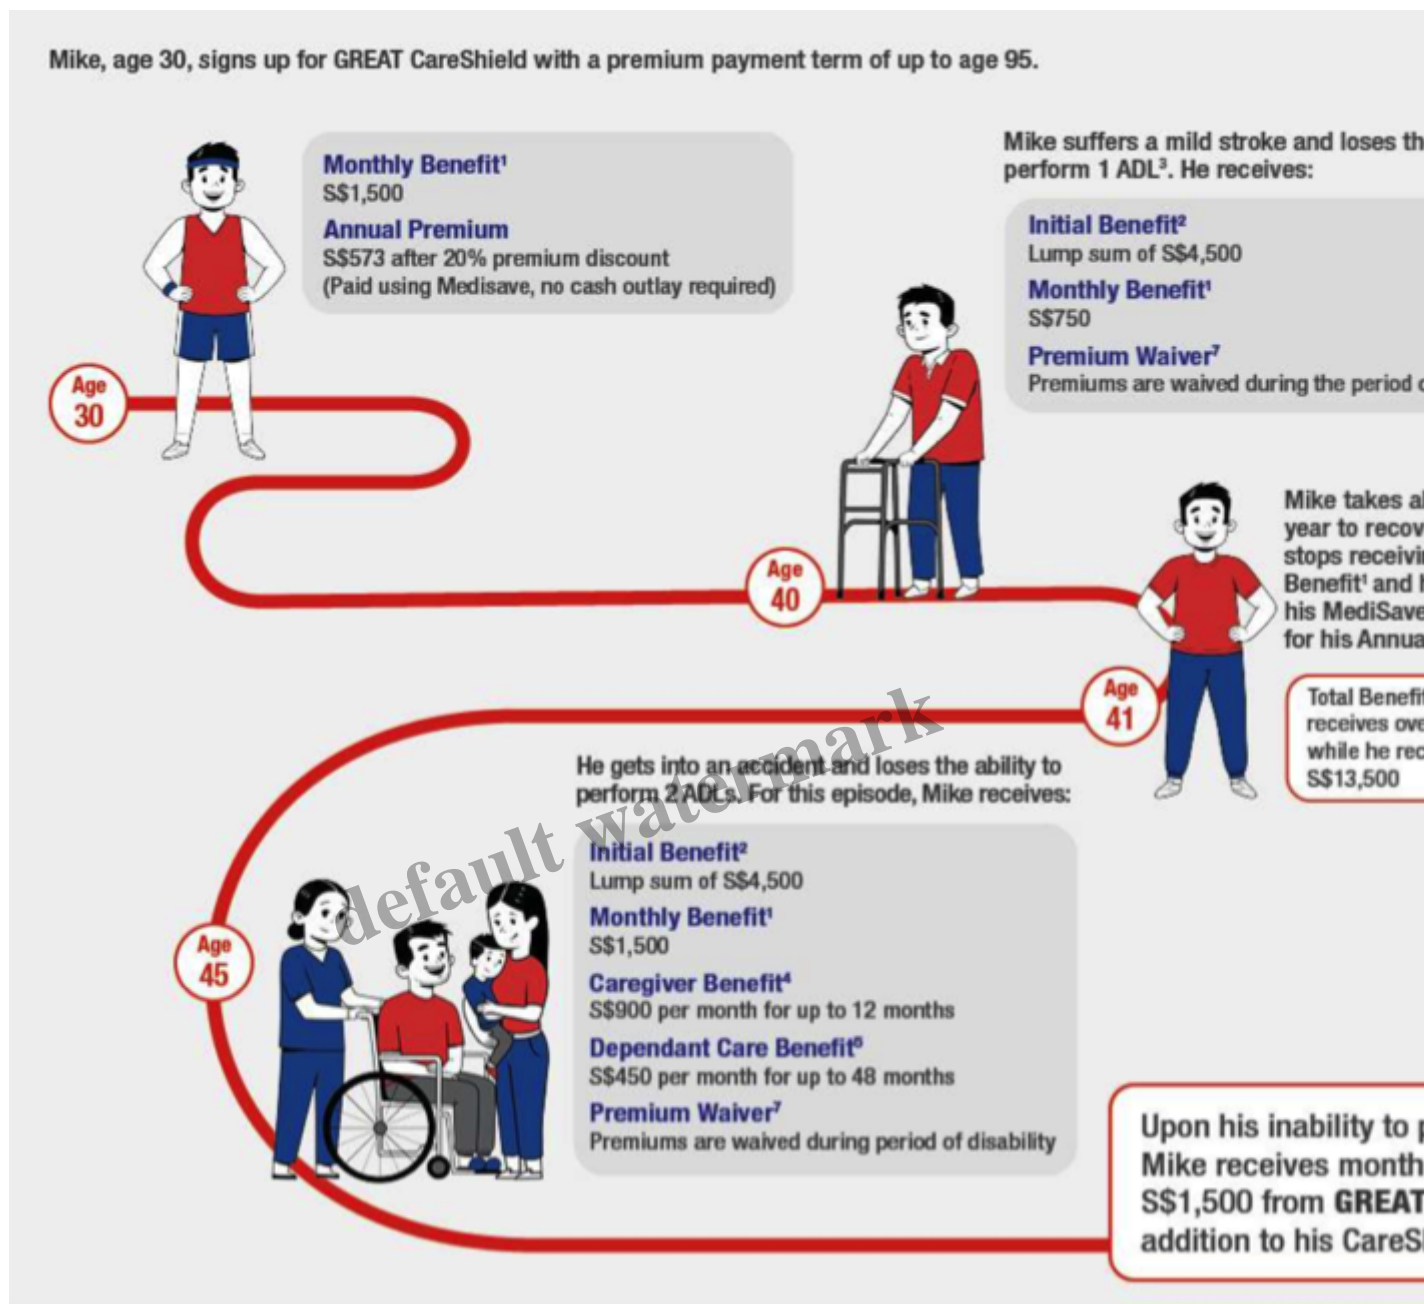 Mike, age 30, signs up for GREAT CareShield with a premium payment term of up to age 95.
Monthly Benefit¹
S$1,500
Annual Premium
S$573 after 20% premium discount
(Paid using Medisave, no cash outlay required)
Age
30
Mike suffers a mild stroke and loses th
perform 1 ADL³. He receives:
Initial Benefit²
Lump sum of S$4,500
Monthly Benefit¹
S$750
Premium Waiver⁷
Premiums are waived during the period
Age
40
Mike takes
year to recov
stops receivi
Benefit¹ and
his MediSave
for his Annua
Age
41
Total Benefit
receives ove
while he rec
S$13,500
He gets into an accident and loses the ability to
perform 2 ADLs. For this episode, Mike receives:
Initial Benefit²
Lump sum of S$4,500
Monthly Benefit¹
S$1,500
Caregiver Benefit⁴
S$900 per month for up to 12 months
Dependant Care Benefit⁵
S$450 per month for up to 48 months
Premium Waiver⁷
Premiums are waived during period of disability
Age
45
Upon his inability to
Mike receives month
S$1,500 from GREAT
addition to his CareS
default watermark